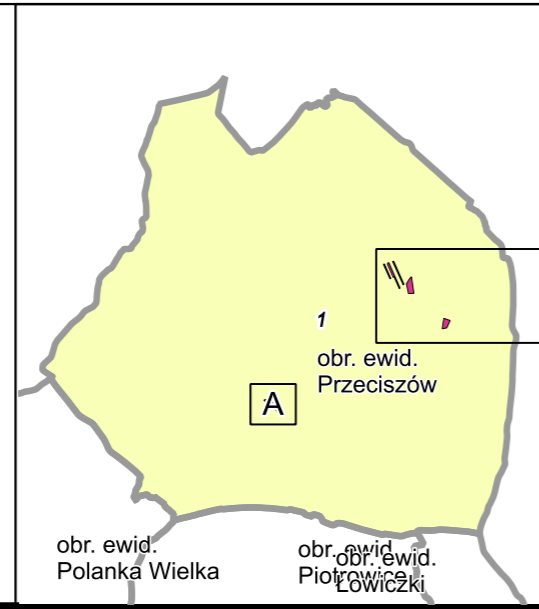 1
obr. ewid.
Przeciszów
A
obr. ewid.
Polanka Wielka
obr. ewid.
Piotrowice
obr. ewid.
Łowiczki